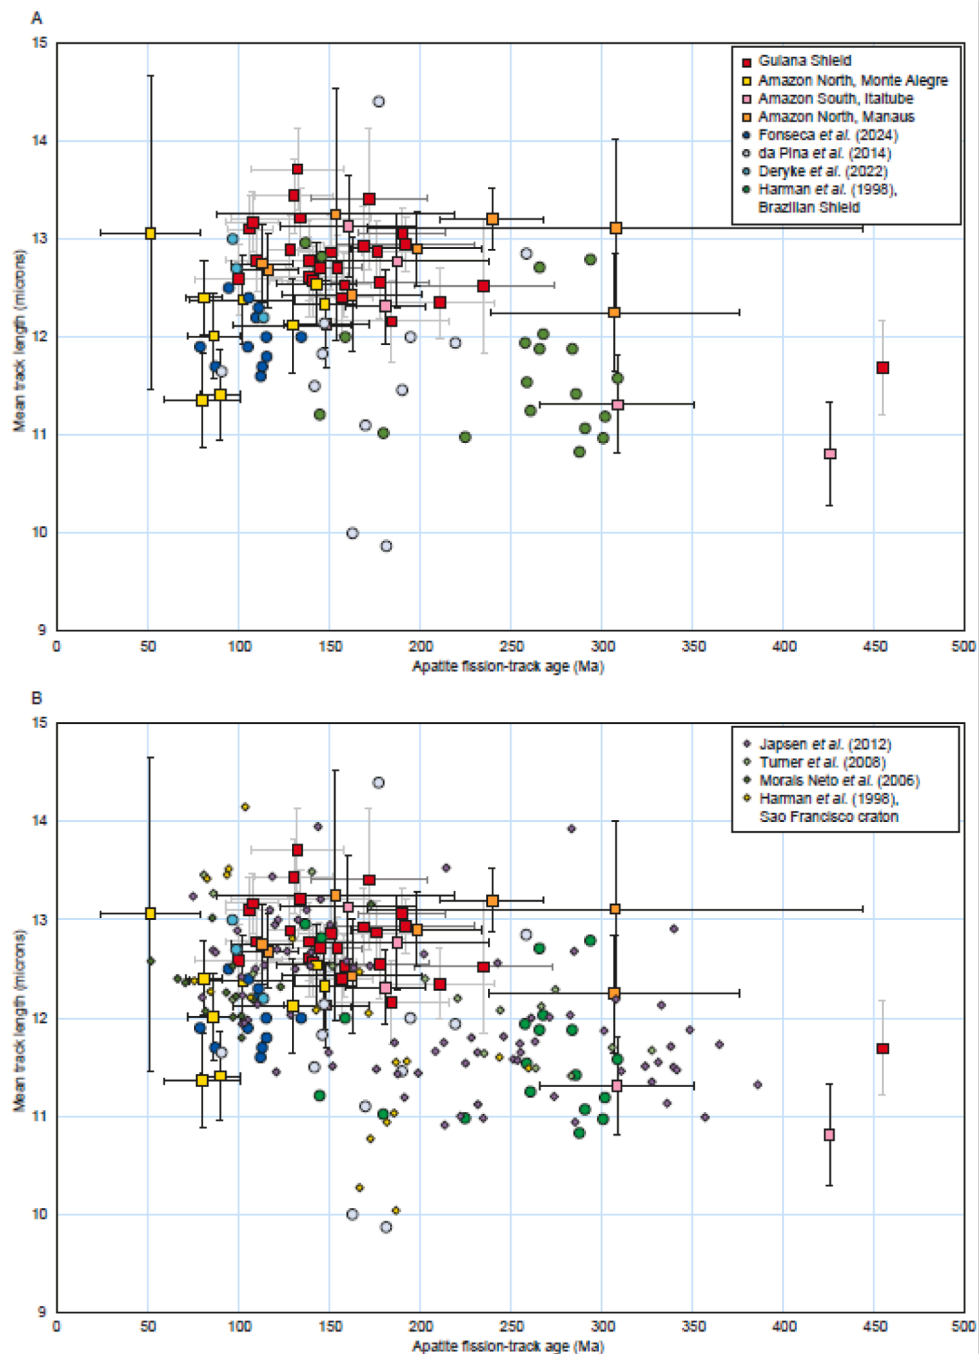 A
15
14
13
12
11
10
9
Mean track length (microns)
0 50 100 150 200 250 300 350 400 450 500
Apatite fission-track age (Ma)
Guiana Shield
Amazon North, Monte Alegre
Amazon South, Itaitube
Amazon North, Manaus
Fonseca et al. (2024)
da Pina et al. (2014)
Deryke et al. (2022)
Harman et al. (1998),
Brazilian Shield
B
15
14
13
12
11
10
9
Mean track length (microns)
0 50 100 150 200 250 300 350 400 450 500
Apatite fission-track age (Ma)
Japsen et al. (2012)
Turner et al. (2008)
Morais Neto et al. (2006)
Harman et al. (1998),
Sao Francisco craton